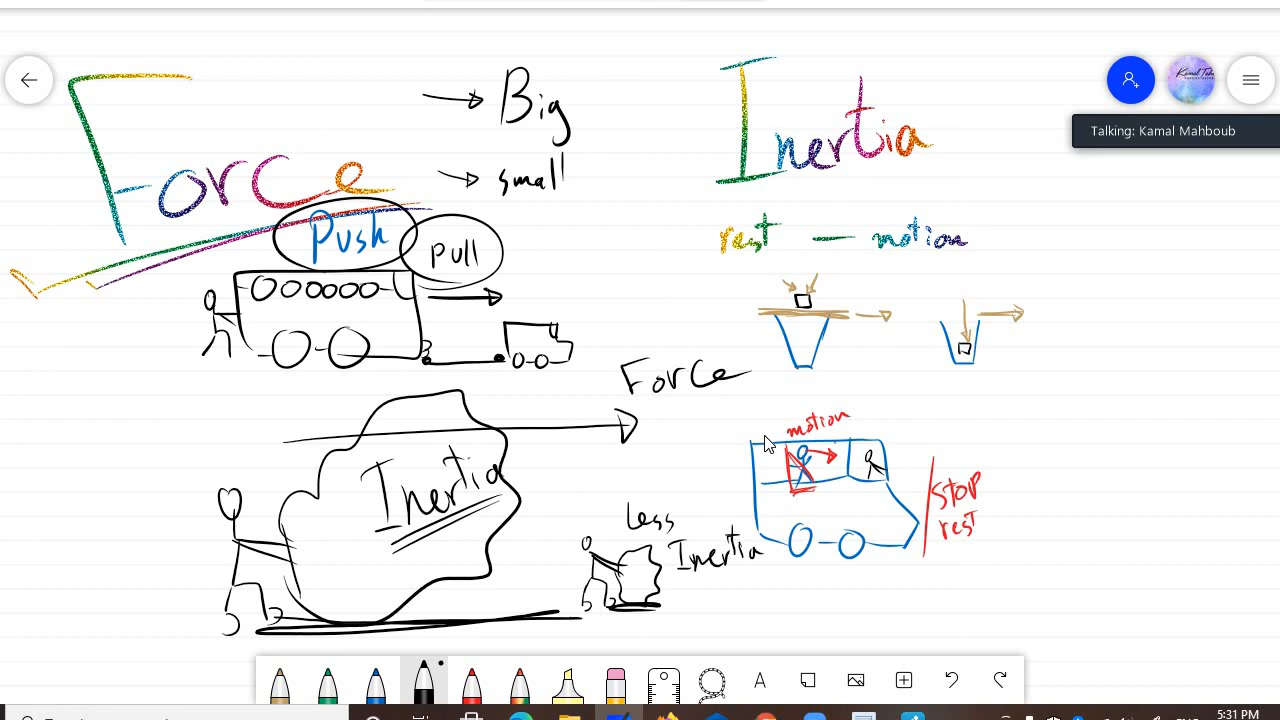 Force
→ Big
→ small
Push
Pull
Inertia
rest — motion
Talking: Kamal Mahboub
Force
Inertia
Less
Inertia
motion
Stop
rest
A
5:31 PM